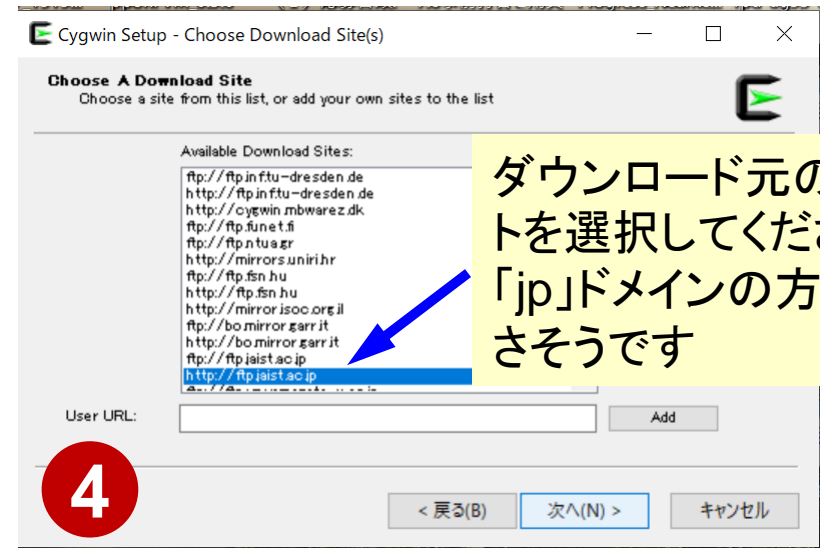 Cygwin Setup - Choose Download Site(s)
Choose A Download Site
Choose a site from this list, or add your own sites to the list
Available Download Sites:
ftp://ftp.inf.tu-dresden.de
http://ftp.inf.tu-dresden.de
http://cygwin.mbwarez.dk
ftp://ftp.funet.fi
ftp://ftp.ntua.gr
http://mirrors.uniri.hr
ftp://ftp.fsn.hu
http://ftp.fsn.hu
http://mirror.isoc.org.il
ftp://bo.mirror.garr.it
http://bo.mirror.garr.it
ftp://ftp.jaist.ac.jp
http://ftp.jaist.ac.jp
ダウンロード元の
トを選択してくださ
「jp」ドメインの方
さそうです
User URL:
Add
4
< 戻る(B)
次へ(N) >
キャンセル